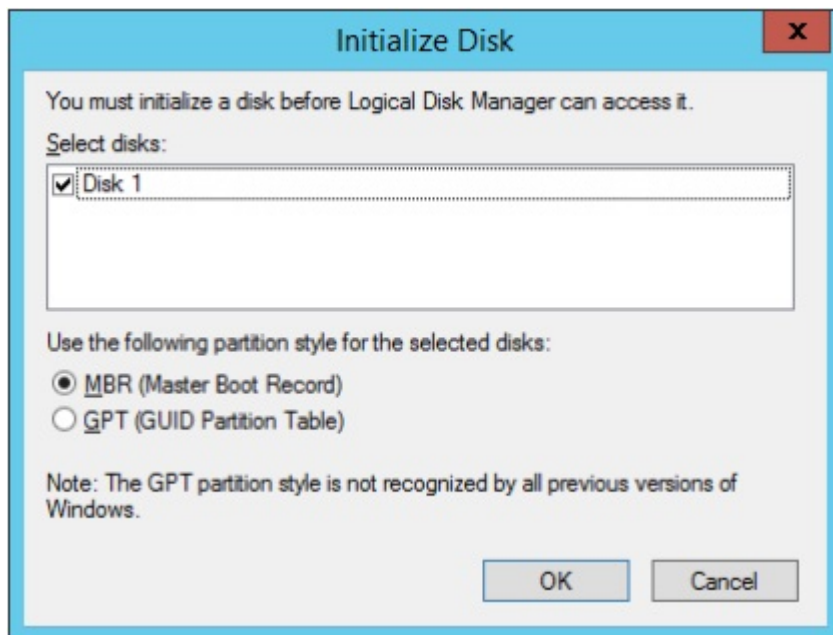 Initialize Disk
x
You must initialize a disk before Logical Disk Manager can access it.
Select disks:
Disk 1
Use the following partition style for the selected disks:
MBR (Master Boot Record)
GPT (GUID Partition Table)
Note: The GPT partition style is not recognized by all previous versions of
Windows.
OK
Cancel